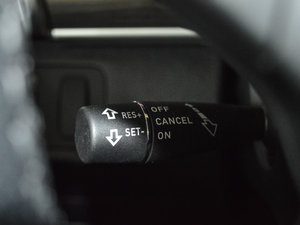 RES+
SET-
OFF
CANCEL
ON